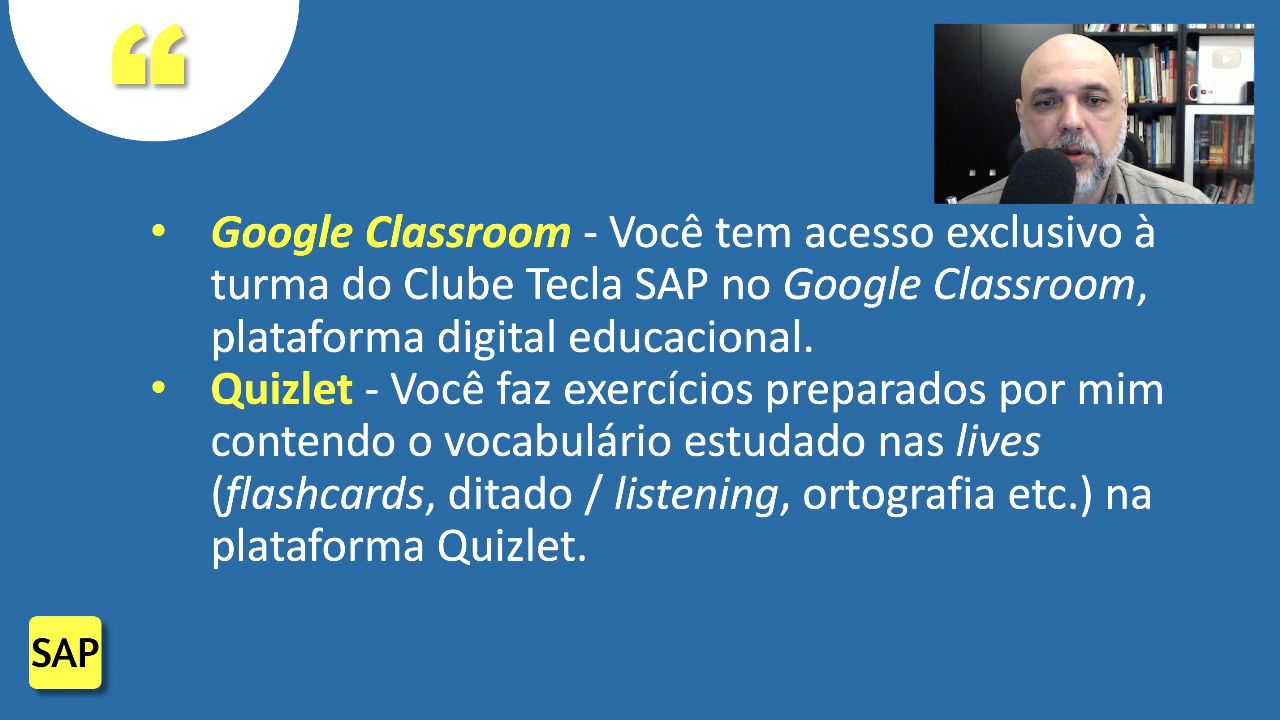 “
• Google Classroom - Você tem acesso exclusivo à
turma do Clube Tecla SAP no Google Classroom,
plataforma digital educacional.
• Quizlet - Você faz exercícios preparados por mim
contendo o vocabulário estudado nas lives
(flashcards, ditado / listening, ortografia etc.) na
plataforma Quizlet.
SAP